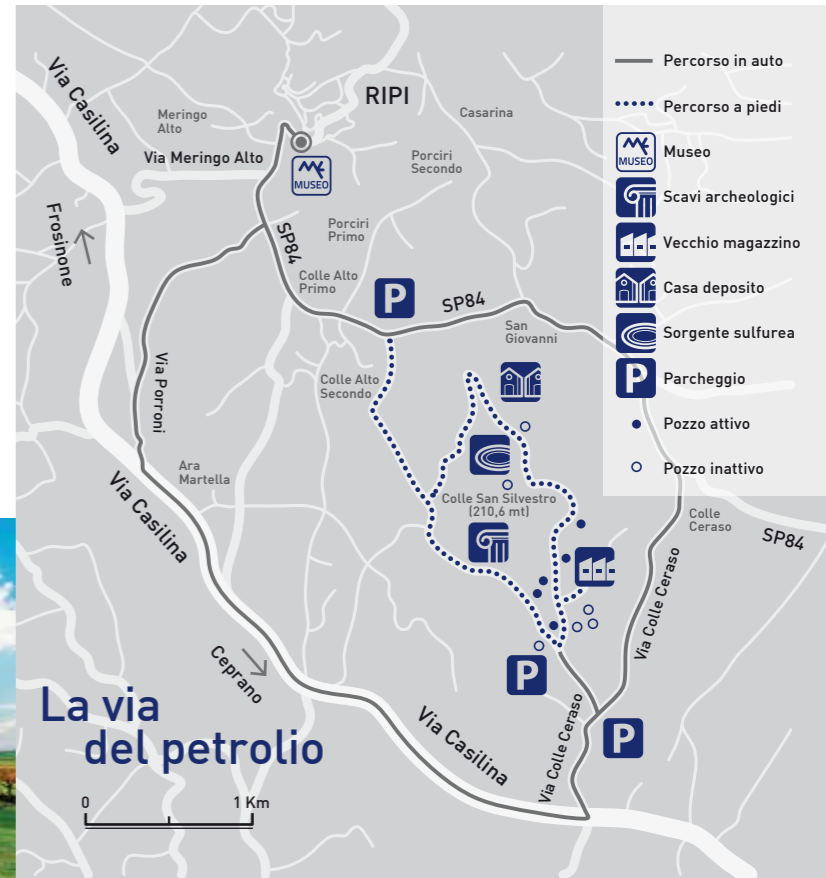 Via Casilina
Meringo
Alto
RIPI
Casarina
Via Meringo Alto
MUSEO
Porciri
Secondo
Frosinone
Porciri
Primo
SP84
Colle Alto
Primo
P
SP84
San
Giovanni
Via Porroni
Colle Alto
Secondo
Ara
Martella
Via Casilina
Colle San Silvestro
(210,6 mt)
Colle
Ceraso
SP84
Via Colle Ceraso
Ceprano
P
Via Casilina
Via Colle Ceraso
P
La via
del petrolio
0 1 Km
Percorso in auto
Percorso a piedi
MUSEO
Museo
Scavi archeologici
Vecchio magazzino
Casa deposito
Sorgente sulfurea
P Parcheggio
Pozzo attivo
Pozzo inattivo